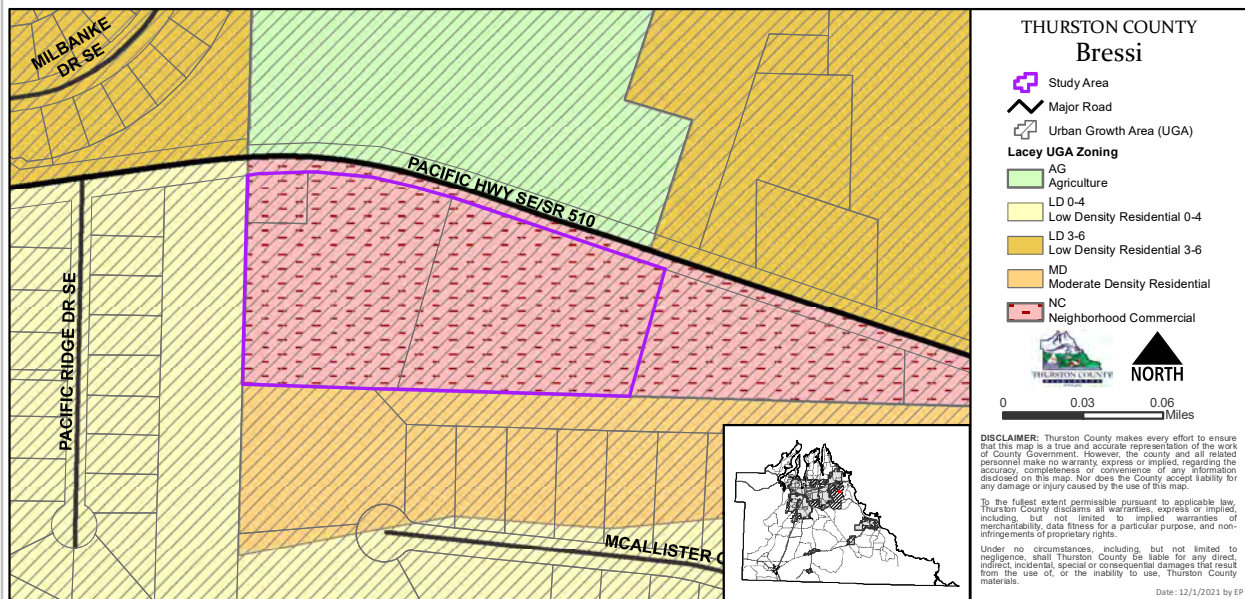 MILBANKE
DR SE
PACIFIC HWY SE/SR 510
PACIFIC RIDGE DR SE
MCALLISTER C
THURSTON COUNTY
Bressi
Study Area
Major Road
Urban Growth Area (UGA)
Lacey UGA Zoning
AG
Agriculture
LD 0-4
Low Density Residential 0-4
LD 3-6
Low Density Residential 3-6
MD
Moderate Density Residential
NC
Neighborhood Commercial
THURSTON COUNTY
NORTH
0 0.03 0.06
Miles
DISCLAIMER: Thurston County makes every effort to ensure
that this map is a true and accurate representation of the work
of County Government. However, the county and all related
personnel make no warranty, express or implied, regarding the
accuracy, completeness or convenience of any information
disclosed on this map. Nor does the County accept liability for
any damage or injury caused by the use of this map.
To the fullest extent permissible pursuant to applicable law,
Thurston County disclaims all warranties, express or implied,
including, but not limited to implied warranties of
merchantability, data fitness for a particular purpose, and non-
infringements of proprietary rights.
Under no circumstances, including, but not limited to
negligence, shall Thurston County be liable for any direct,
indirect, incidental, special or consequential damages that result
from the use of, or the inability to use, Thurston County
materials.
Date: 12/1/2021 by EP